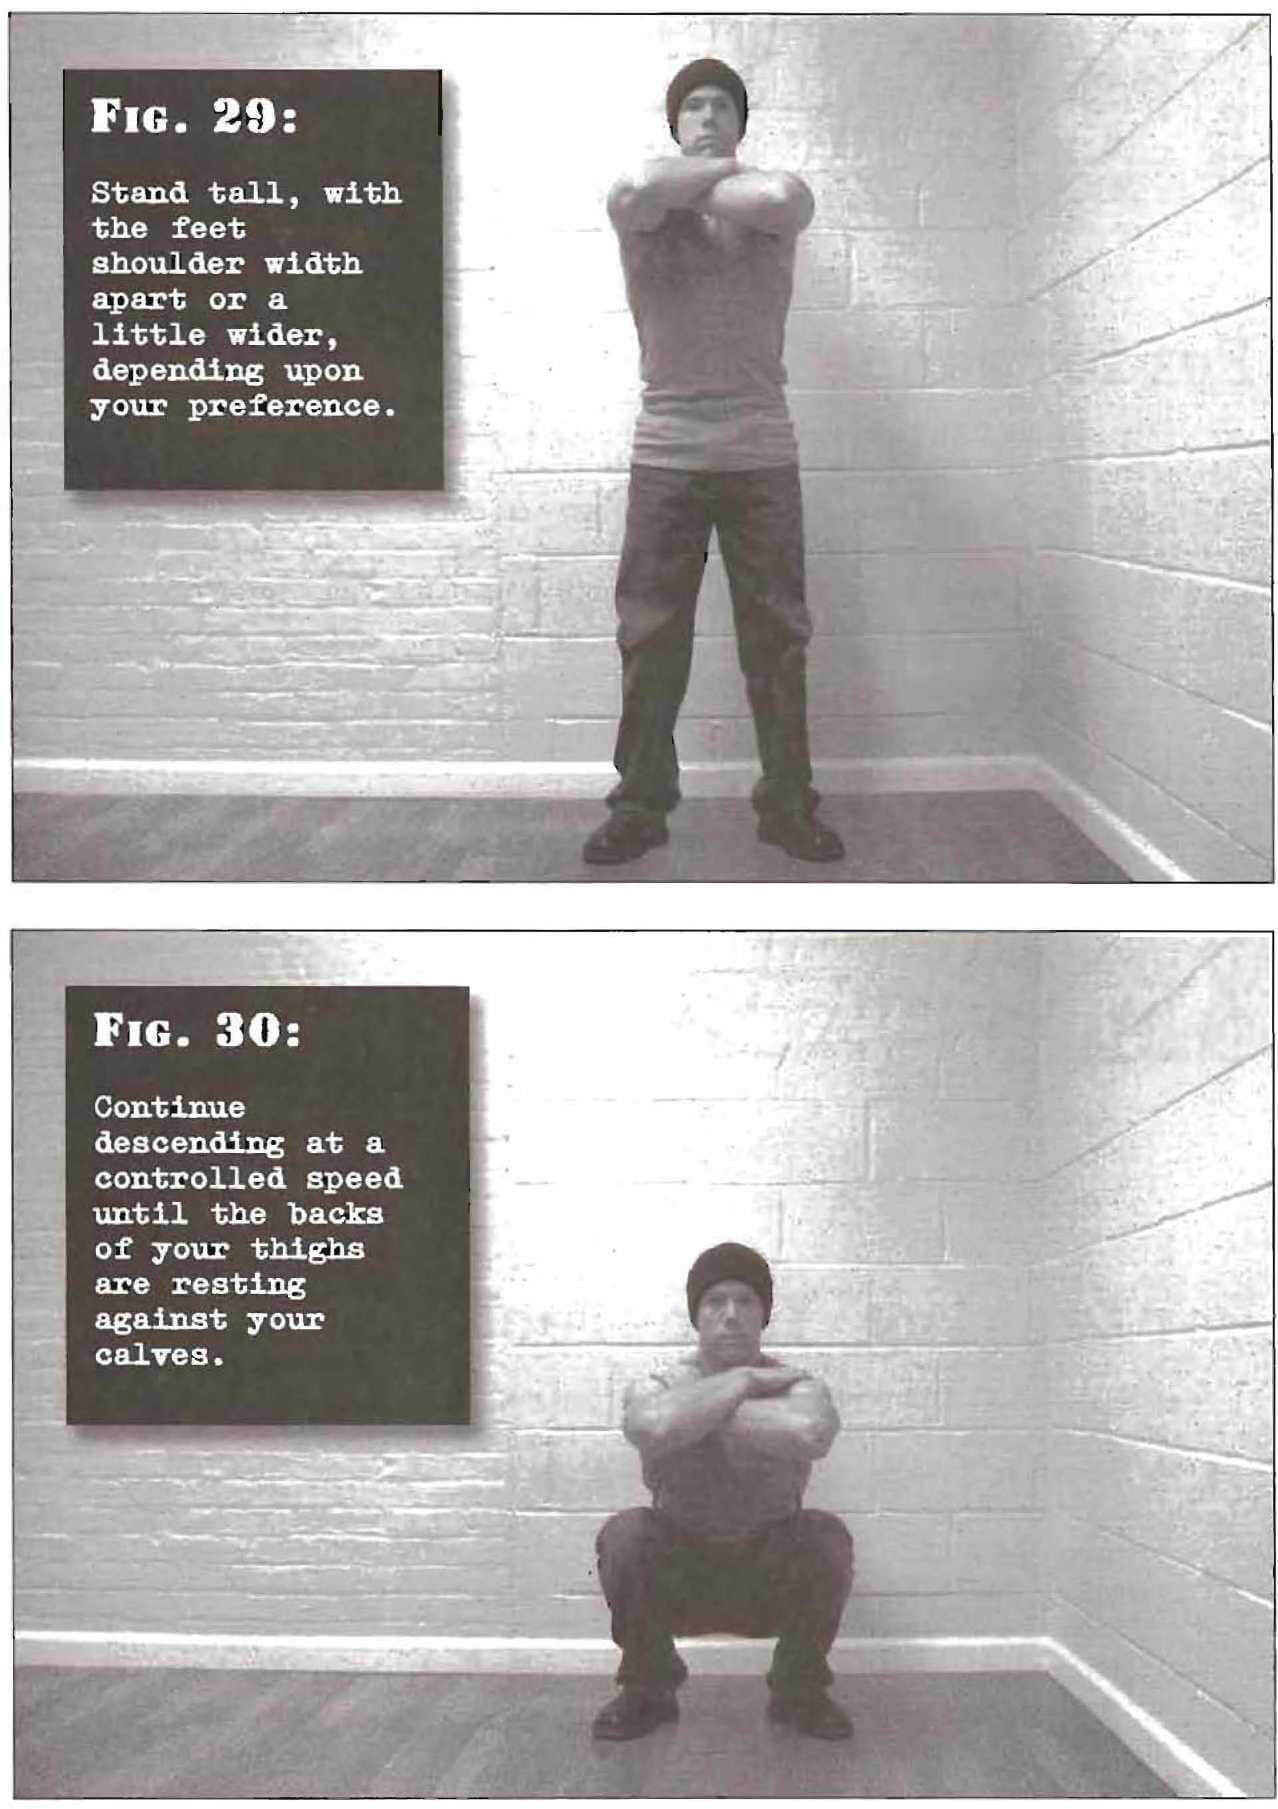 FIG. 29:
Stand tall, with
the feet
shoulder width
apart or a
little wider,
depending upon
your preference.
FIG. 30:
Continue
descending at a
controlled speed
until the backs
of your thighs
are resting
against your
calves.